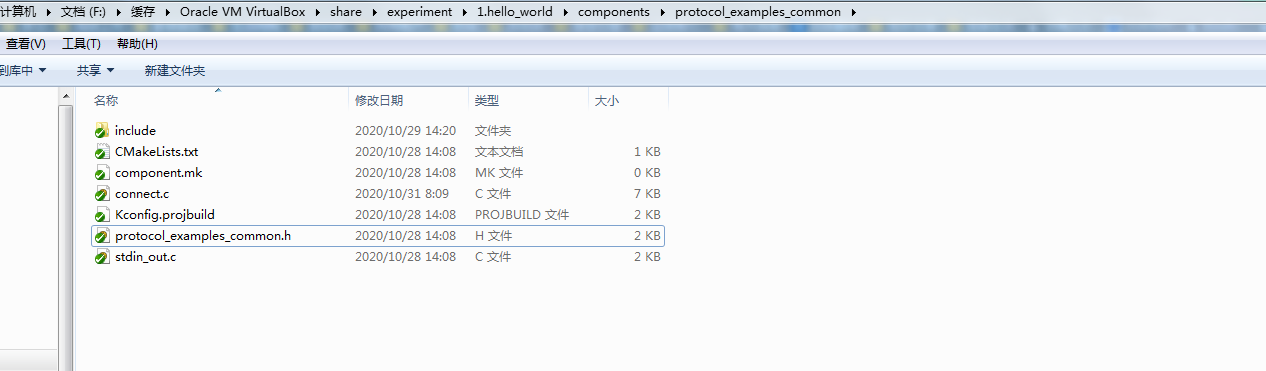 计算机 文档 (F:) 缓存 Oracle VM VirtualBox share experiment 1.hello_world components protocol_examples_common
查看(V) 工具(T) 帮助(H)
到库中 共享 新建文件夹
名称 修改日期 类型 大小
include 2020/10/29 14:20 文件夹
CMakeLists.txt 2020/10/28 14:08 文本文档 1 KB
component.mk 2020/10/28 14:08 MK 文件 0 KB
connect.c 2020/10/31 8:09 C 文件 7 KB
Kconfig.projbuild 2020/10/28 14:08 PROJBUILD 文件 2 KB
protocol_examples_common.h 2020/10/28 14:08 H 文件 2 KB
stdin_out.c 2020/10/28 14:08 C 文件 2 KB